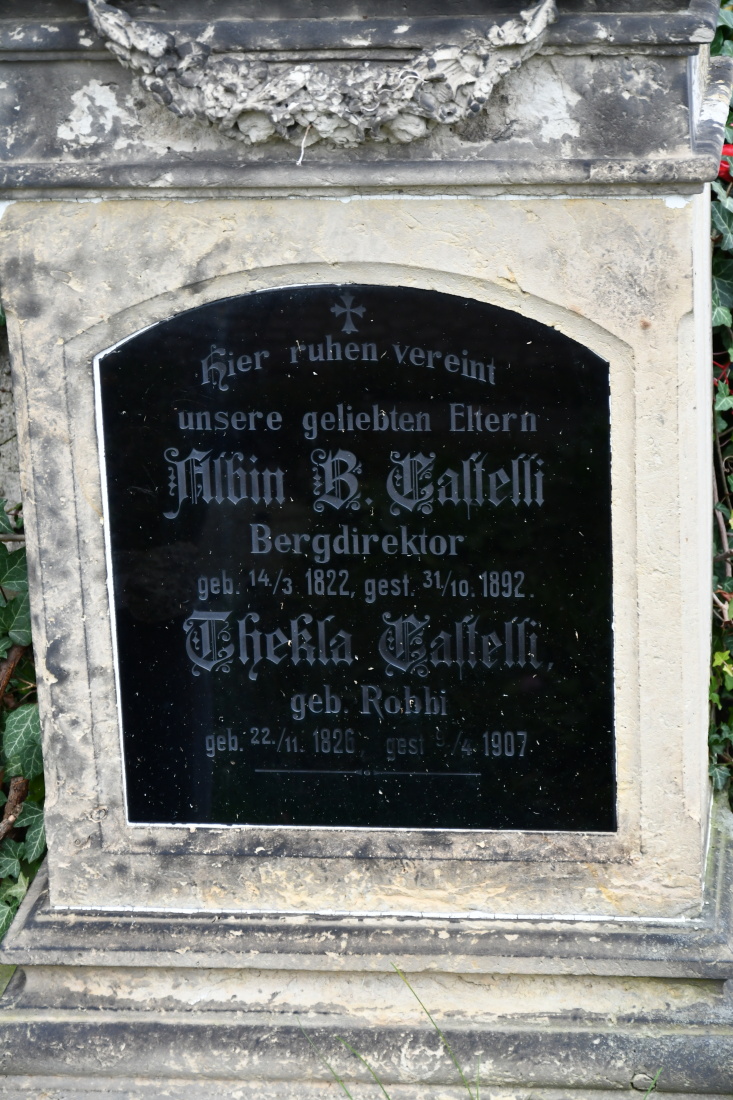 Hier ruhen vereint
unsere geliebten Eltern
Albin B. Castelli
Bergdirektor
geb. 14./3 1822, gest. 31/10. 1892.
Thekla Castelli,
geb. Robbi
geb. 22./11. 1826, gest 9./4. 1907